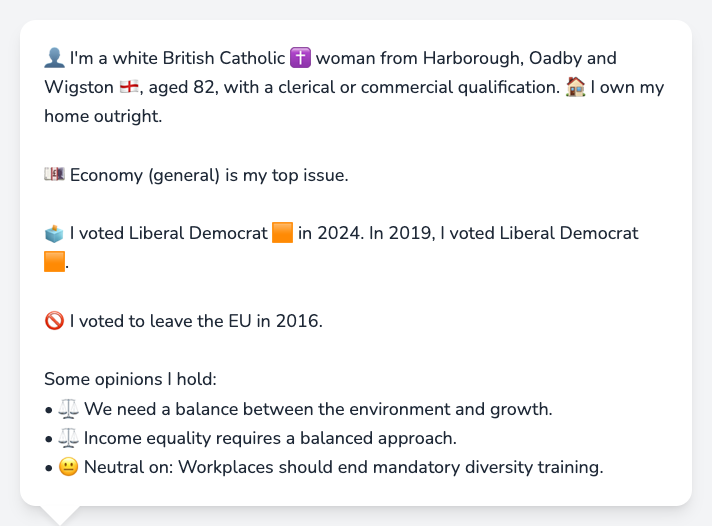 👤 I'm a white British Catholic ✝️ woman from Harborough, Oadby and
Wigston 🏴󠁧󠁢󠁥󠁮󠁧󠁿, aged 82, with a clerical or commercial qualification. 🏠 I own my
home outright.
💷 Economy (general) is my top issue.
🗳️ I voted Liberal Democrat 🟧 in 2024. In 2019, I voted Liberal Democrat
🟧.
🚫 I voted to leave the EU in 2016.
Some opinions I hold:
• ⚖️ We need a balance between the environment and growth.
• ⚖️ Income equality requires a balanced approach.
• 😐 Neutral on: Workplaces should end mandatory diversity training.